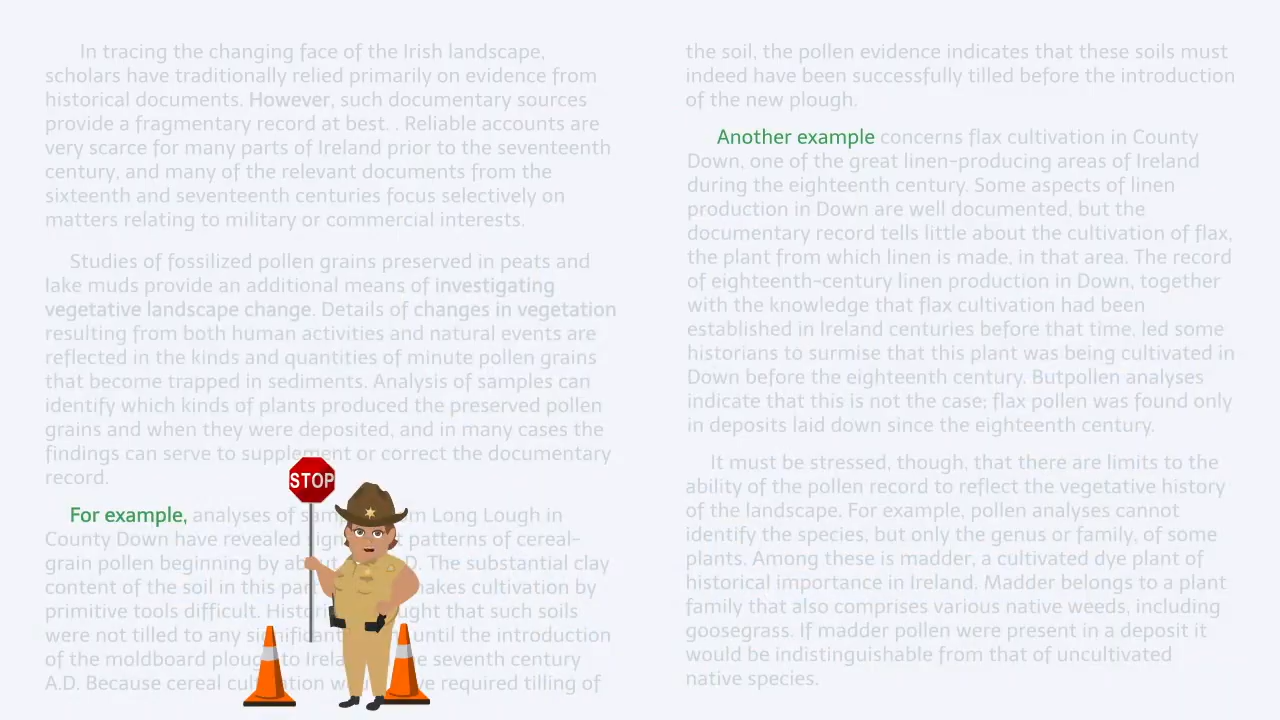 In tracing the changing face of the Irish landscape,
scholars have traditionally relied primarily on evidence from
historical documents. However, such documentary sources
provide a fragmentary record at best. . Reliable accounts are
very scarce for many parts of Ireland prior to the seventeenth
century, and many of the relevant documents from the
sixteenth and seventeenth centuries focus selectively on
matters relating to military or commercial interests.
Studies of fossilized pollen grains preserved in peats and
lake muds provide an additional means of investigating
vegetative landscape change. Details of changes in vegetation
resulting from both human activities and natural events are
reflected in the kinds and quantities of minute pollen grains
that become trapped in sediments. Analysis of samples can
identify which kinds of plants produced the preserved pollen
grains and when they were deposited, and in many cases the
findings can serve to supplement or correct the documentary
record.
STOP
For example, analyses of Long Lough in
County Down have revealed patterns of cereal-
grain pollen beginning by The substantial clay
content of the soil in this part cultivation by
primitive tools difficult. that such soils
were not tilled to any until the introduction
of the moldboard plough to seventh century
A.D. Because cereal required tilling of
the soil, the pollen evidence indicates that these soils must
indeed have been successfully tilled before the introduction
of the new plough.
Another example concerns flax cultivation in County
Down, one of the great linen-producing areas of Ireland
during the eighteenth century. Some aspects of linen
production in Down are well documented, but the
documentary record tells little about the cultivation of flax,
the plant from which linen is made, in that area. The record
of eighteenth-century linen production in Down, together
with the knowledge that flax cultivation had been
established in Ireland centuries before that time, led some
historians to surmise that this plant was being cultivated in
Down before the eighteenth century. Butpollen analyses
indicate that this is not the case; flax pollen was found only
in deposits laid down since the eighteenth century.
It must be stressed, though, that there are limits to the
ability of the pollen record to reflect the vegetative history
of the landscape. For example, pollen analyses cannot
identify the species, but only the genus or family, of some
plants. Among these is madder, a cultivated dye plant of
historical importance in Ireland. Madder belongs to a plant
family that also comprises various native weeds, including
goosegrass. If madder pollen were present in a deposit it
would be indistinguishable from that of uncultivated
native species.